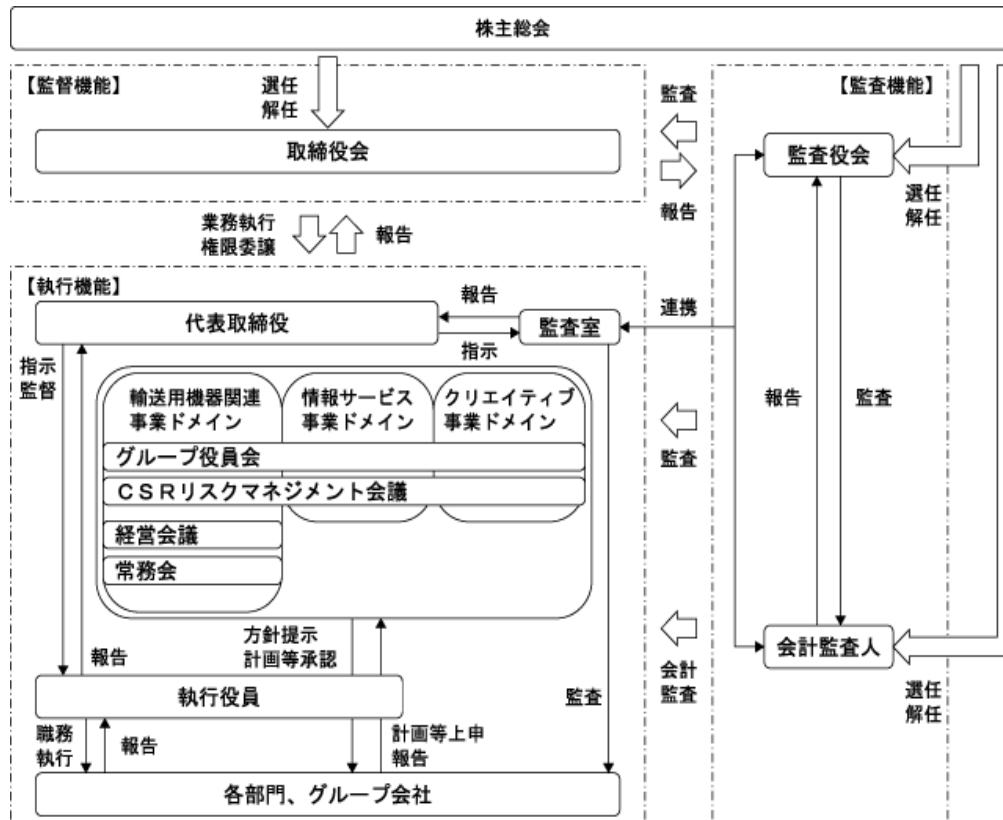 株主総会
【監督機能】
選任
解任
取締役会
監査
報告
【監査機能】
監査役会
選任
解任
業務執行
権限委譲
報告
【執行機能】
代表取締役
報告
指示
監査室
連携
指示
監督
輸送用機器関連
事業ドメイン
情報サービス
事業ドメイン
クリエイティブ
事業ドメイン
グループ役員会
CSRリスクマネジメント会議
経営会議
常務会
監査
報告
監査
方針提示
計画等承認
報告
会計
監査
会計監査人
選任
解任
執行役員
監査
職務
執行
報告
計画等上申
報告
各部門、グループ会社